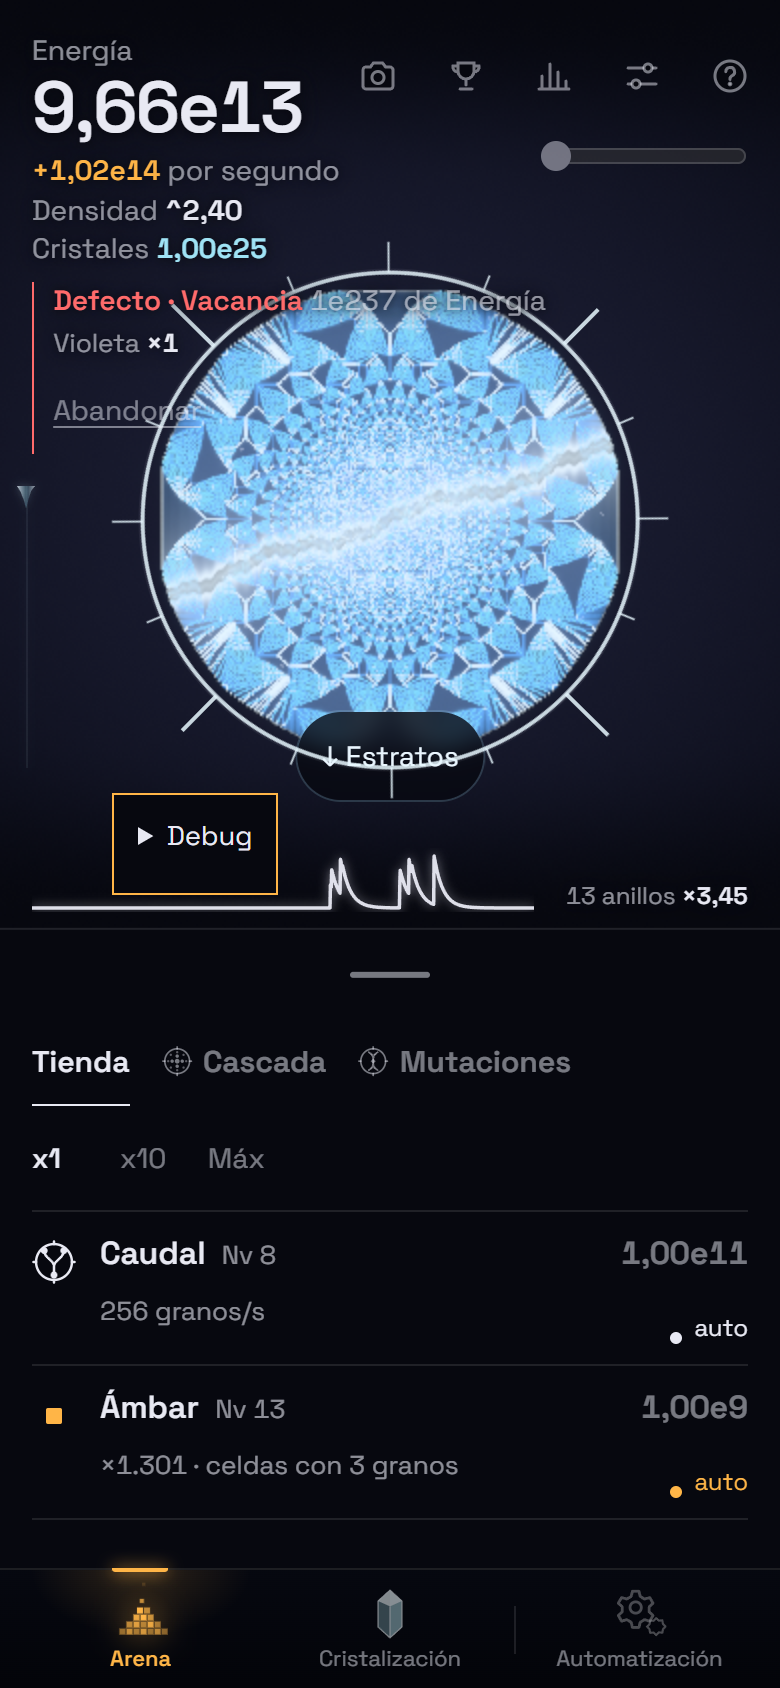 Energía
9,66e13
+1,02e14 por segundo
Densidad ^2,40
Cristales 1,00e25
Defecto · Vacancia 1e237 de Energía
Violeta ×1
Abandonar
↓ Estratos
▶ Debug
13 anillos ×3,45
Tienda Cascada Mutaciones
x1 x10 Máx
Caudal Nv 8 1,00e11
256 granos/s
auto
Ámbar Nv 13 1,00e9
×1.301 · celdas con 3 granos
auto
Arena Cristalización Automatización